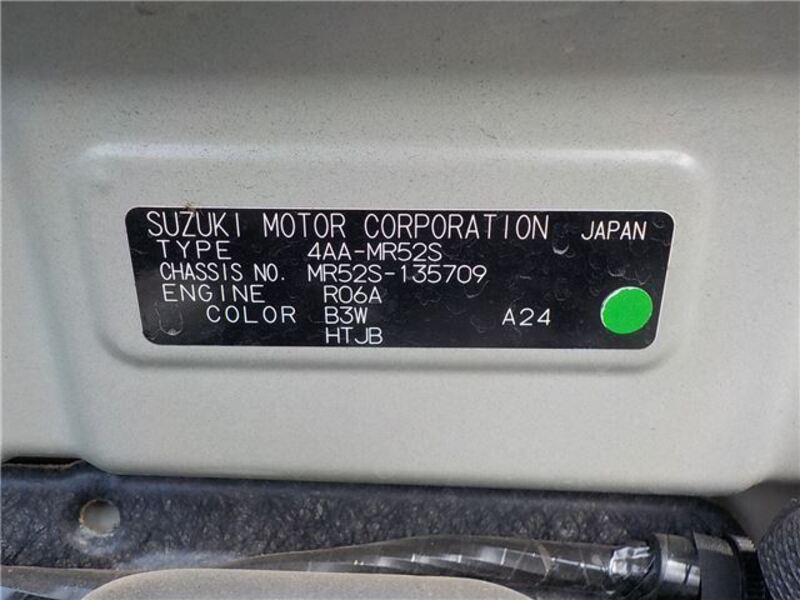 SUZUKI MOTOR CORPORATION JAPAN
TYPE 4AA-MR52S
CHASSIS NO. MR52S-135709
ENGINE R06A
COLOR B3W A24
HTJB